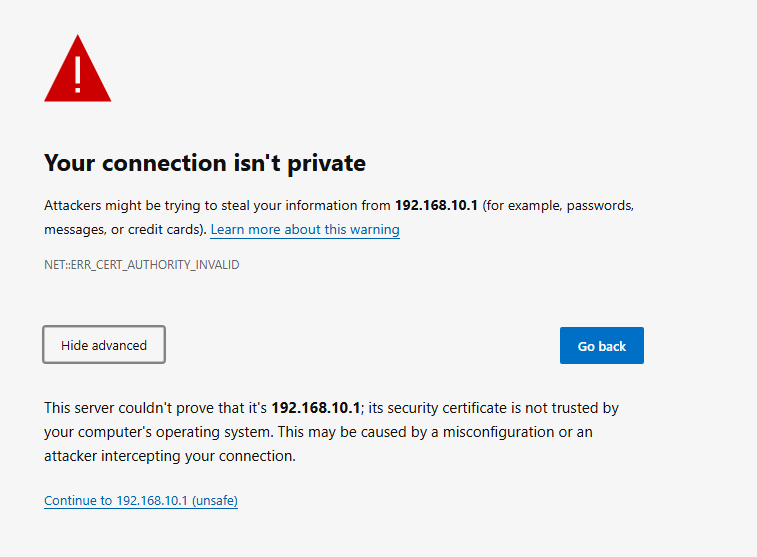 Your connection isn't private
Attackers might be trying to steal your information from 192.168.10.1 (for example, passwords,
messages, or credit cards). Learn more about this warning
NET::ERR_CERT_AUTHORITY_INVALID
Hide advanced
Go back
This server couldn't prove that it's 192.168.10.1; its security certificate is not trusted by
your computer's operating system. This may be caused by a misconfiguration or an
attacker intercepting your connection.
Continue to 192.168.10.1 (unsafe)